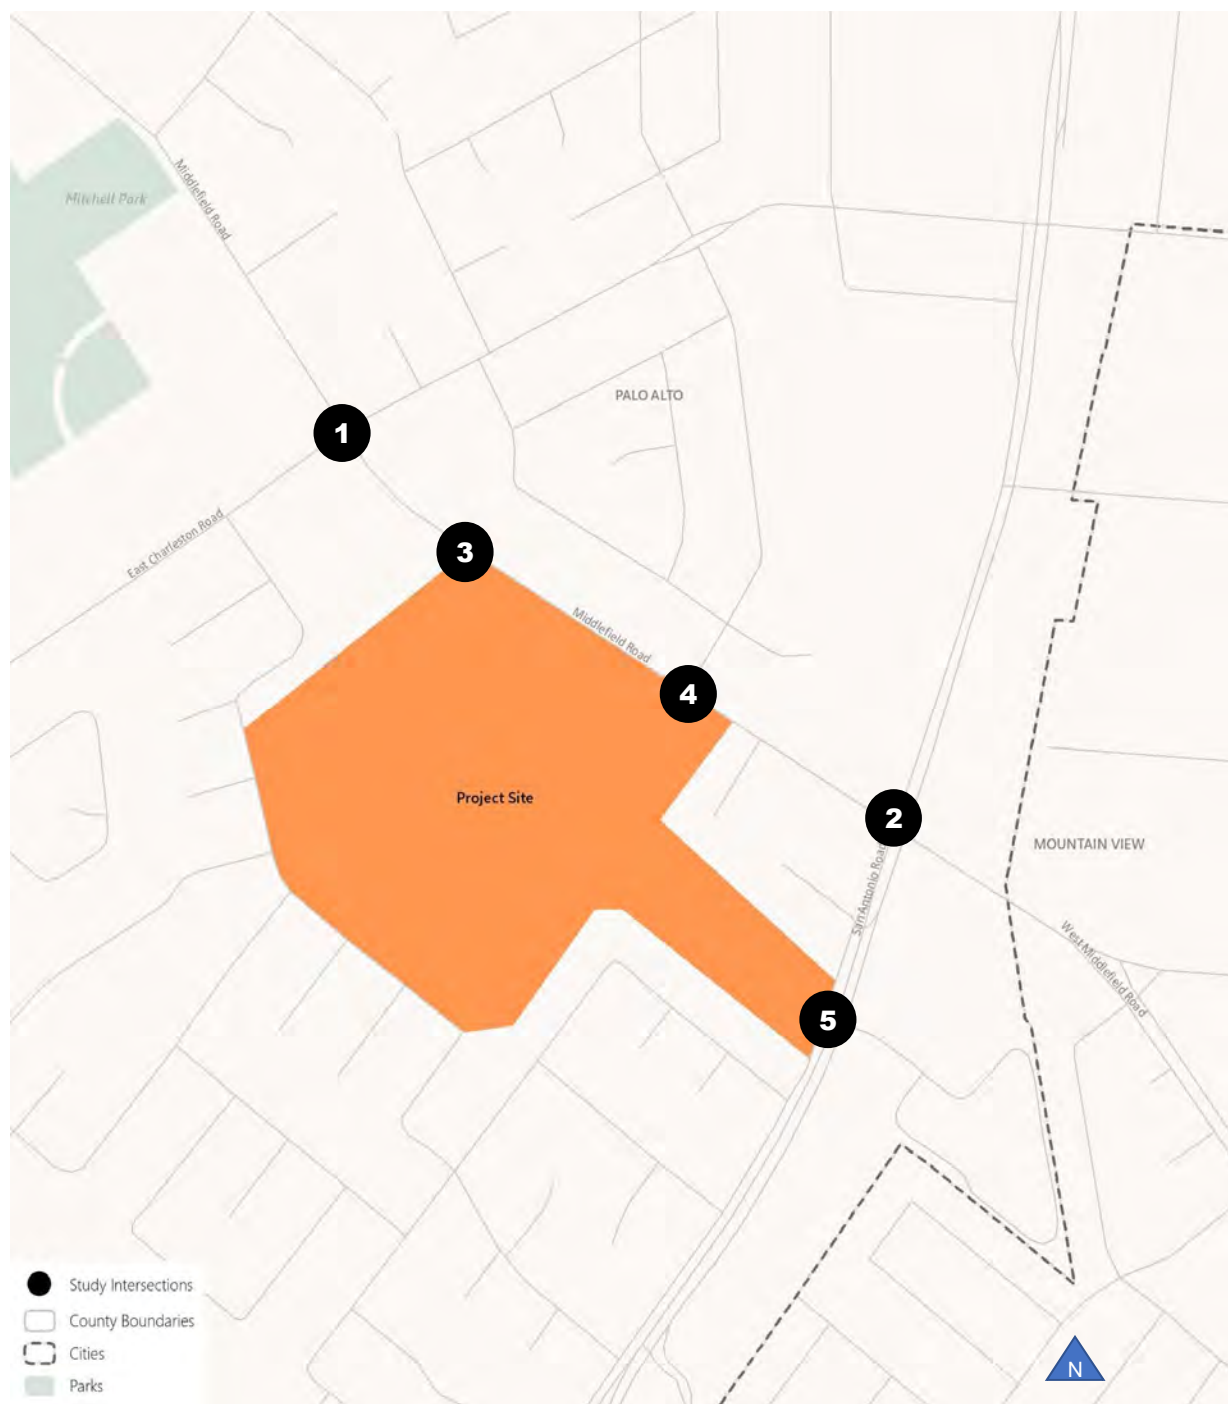 Mitchell Park
Middlefield Road
PALO ALTO
1
East Charleston Road
3
Middlefield Road
4
Project Site
2
MOUNTAIN VIEW
San Antonio Road
West Middlefield Road
5
Study Intersections
County Boundaries
Cities
Parks
N